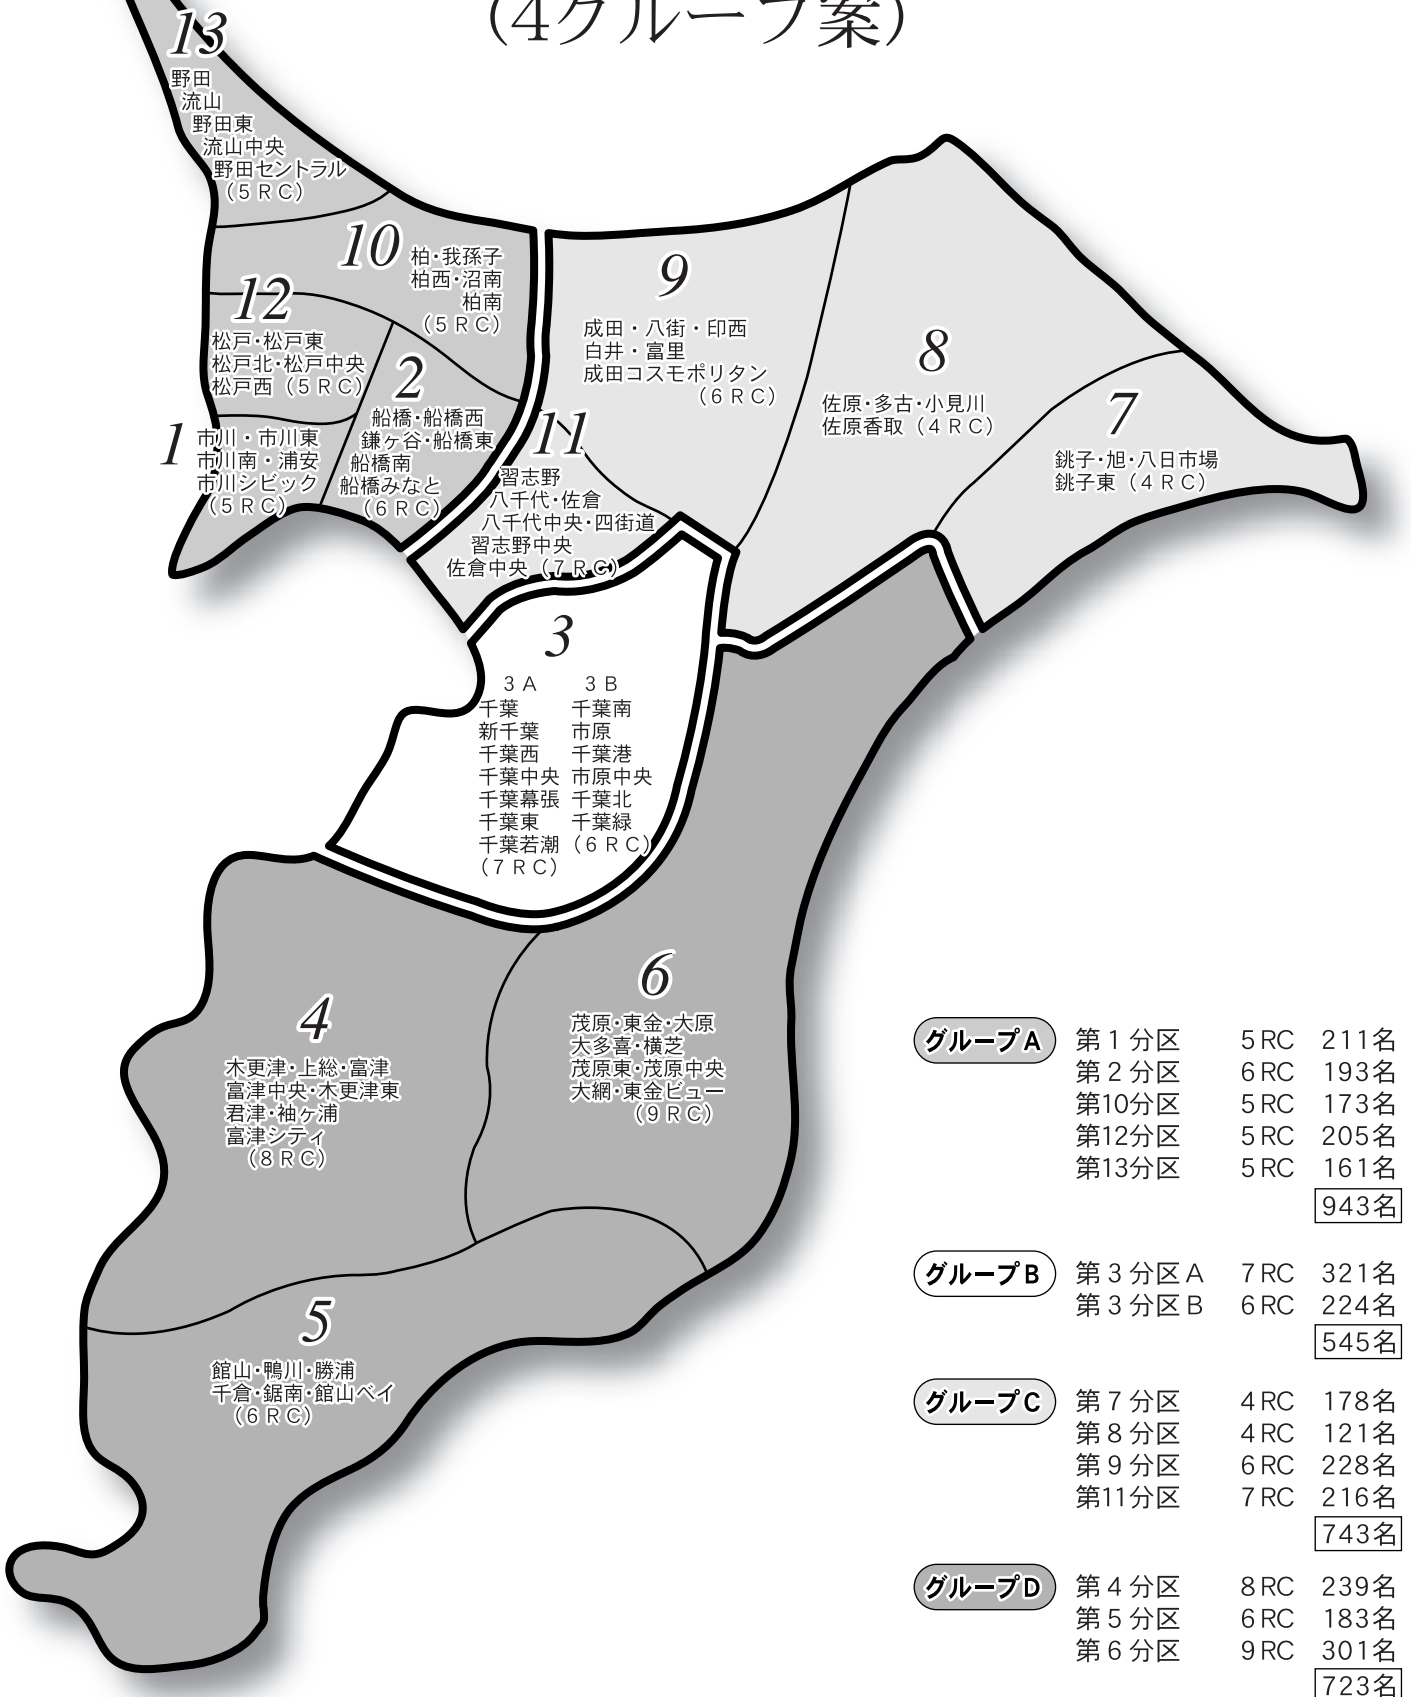 (4グループ案)
13
野田
流山
野田東
流山中央
野田セントラル
(5RC)
10
柏・我孫子
柏西・沼南
柏南
(5RC)
12
松戸・松戸東
松戸北・松戸中央
松戸西(5RC)
2
船橋・船橋西
鎌ヶ谷・船橋東
船橋南
船橋みなと
(6RC)
1
市川・市川東
市川南・浦安
市川シビック
(5RC)
9
成田・八街・印西
白井・富里
成田コスモポリタン
(6RC)
8
佐原・多古・小見川
佐原香取(4RC)
7
銚子・旭・八日市場
銚子東(4RC)
11
習志野
八千代・佐倉
八千代中央・四街道
習志野中央
佐倉中央(7RC)
3
3A
千葉
新千葉
千葉西
千葉中央
千葉幕張
千葉東
千葉若潮
(7RC)
3B
千葉南
市原
千葉港
市原中央
千葉北
千葉緑
(6RC)
4
木更津・上総・富津
富津中央・木更津東
君津・袖ヶ浦
富津シティ
(8RC)
6
茂原・東金・大原
大多喜・横芝
茂原東・茂原中央
大網・東金ビュー
(9RC)
5
館山・鴨川・勝浦
千倉・鋸南・館山ベイ
(6RC)
グループA 第1分区 5RC 211名
第2分区 6RC 193名
第10分区 5RC 173名
第12分区 5RC 205名
第13分区 5RC 161名
943名
グループB 第3分区A 7RC 321名
第3分区B 6RC 224名
545名
グループC 第7分区 4RC 178名
第8分区 4RC 121名
第9分区 6RC 228名
第11分区 7RC 216名
743名
グループD 第4分区 8RC 239名
第5分区 6RC 183名
第6分区 9RC 301名
723名